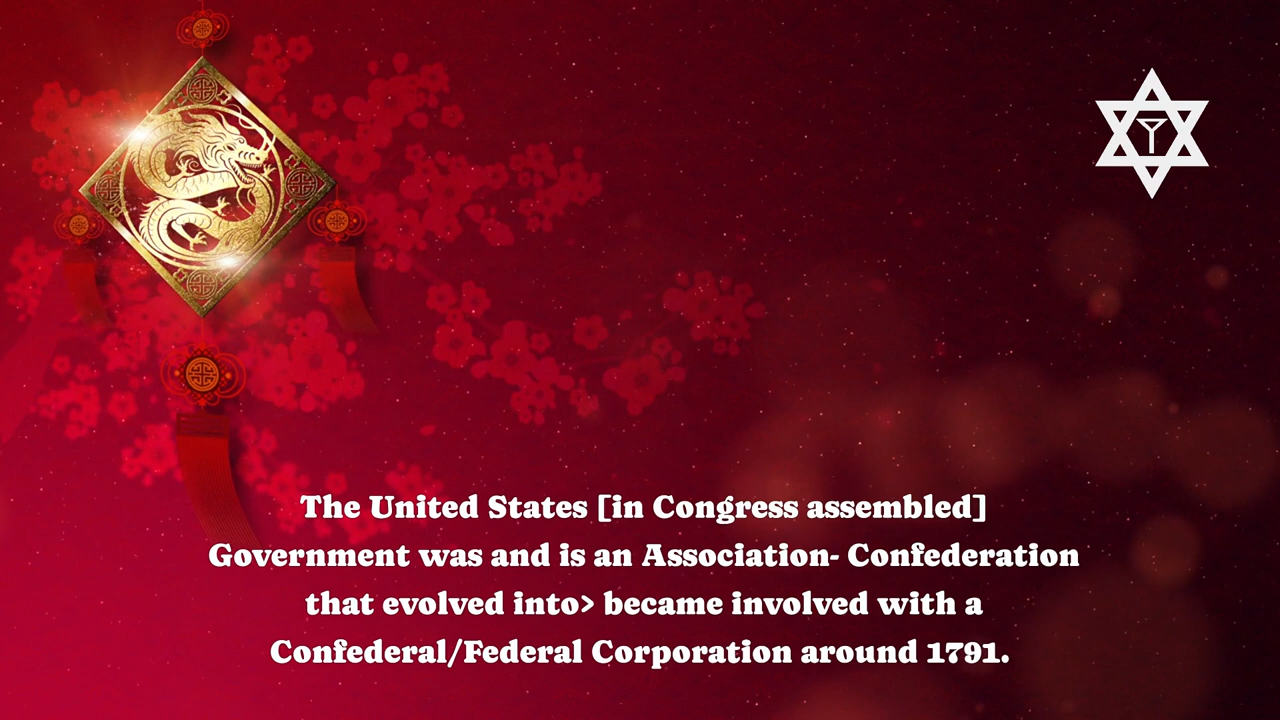 The United States [in Congress assembled]
Government was and is an Association- Confederation
that evolved into> became involved with a
Confederal/Federal Corporation around 1791.